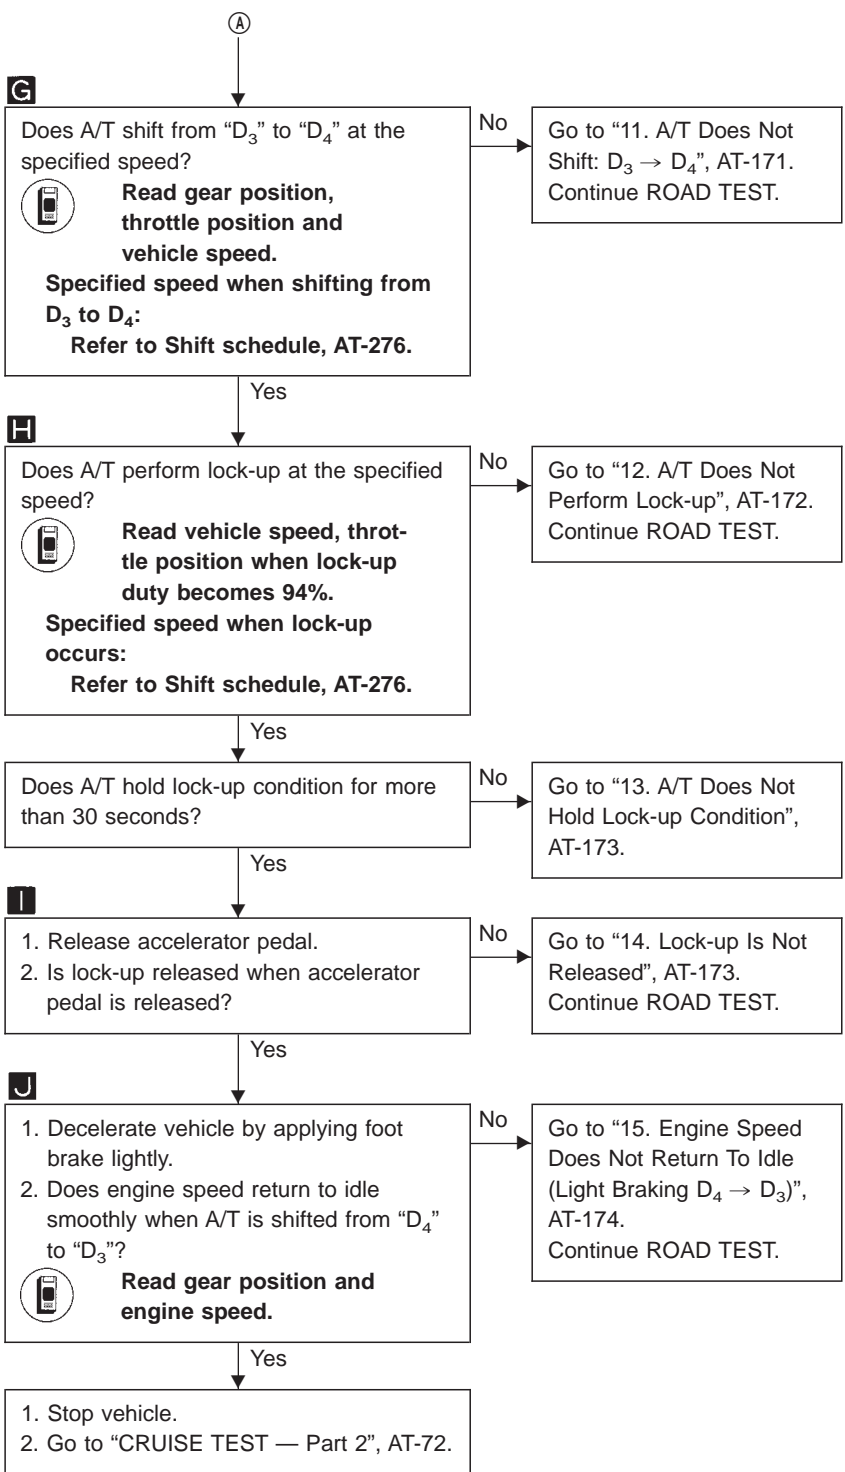 Ⓐ
G
Does A/T shift from “D₃” to “D₄” at the
specified speed?
Read gear position,
throttle position and
vehicle speed.
Specified speed when shifting from
D₃ to D₄:
Refer to Shift schedule, AT-276.
No
Go to “11. A/T Does Not
Shift: D₃ → D₄”, AT-171.
Continue ROAD TEST.
Yes
H
Does A/T perform lock-up at the specified
speed?
Read vehicle speed, throt-
tle position when lock-up
duty becomes 94%.
Specified speed when lock-up
occurs:
Refer to Shift schedule, AT-276.
No
Go to “12. A/T Does Not
Perform Lock-up”, AT-172.
Continue ROAD TEST.
Yes
Does A/T hold lock-up condition for more
than 30 seconds?
No
Go to “13. A/T Does Not
Hold Lock-up Condition”,
AT-173.
Yes
I
1. Release accelerator pedal.
2. Is lock-up released when accelerator
pedal is released?
No
Go to “14. Lock-up Is Not
Released”, AT-173.
Continue ROAD TEST.
Yes
J
1. Decelerate vehicle by applying foot
brake lightly.
2. Does engine speed return to idle
smoothly when A/T is shifted from “D₄”
to “D₃”?
Read gear position and
engine speed.
No
Go to “15. Engine Speed
Does Not Return To Idle
(Light Braking D₄ → D₃)”,
AT-174.
Continue ROAD TEST.
Yes
1. Stop vehicle.
2. Go to “CRUISE TEST — Part 2”, AT-72.